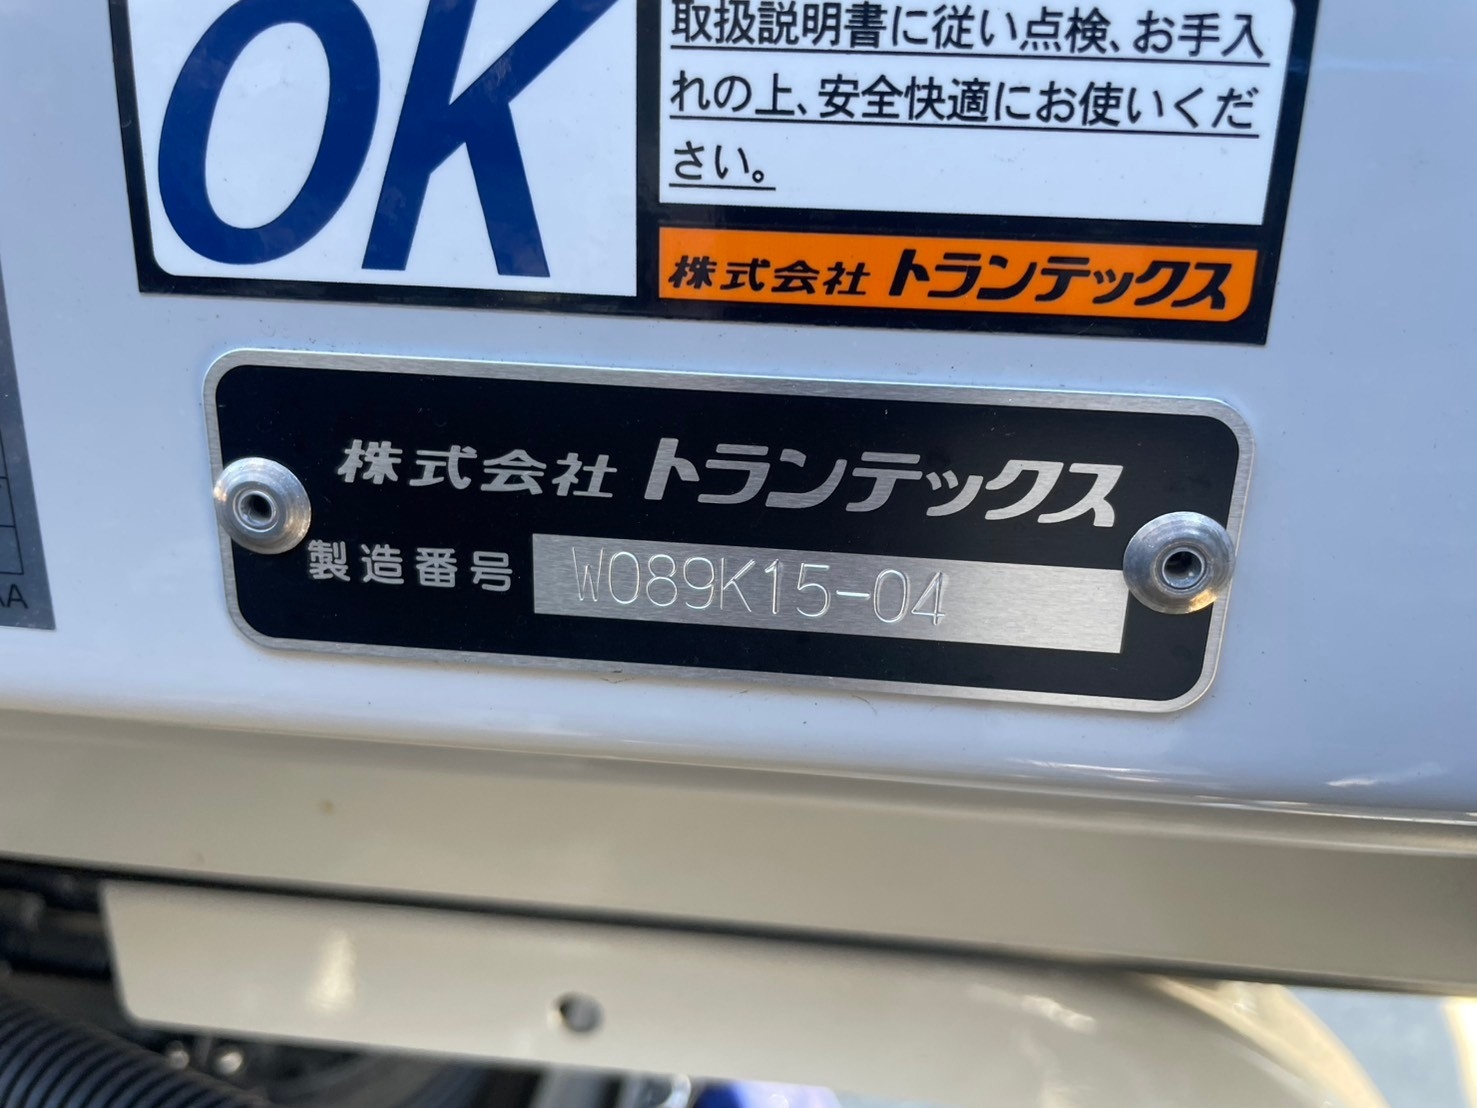 OK
取扱説明書に従い点検、お手入
れの上、安全快適にお使いくだ
さい。
株式会社 トランテックス
株式会社 トランテックス
製造番号 W089K15-04
AA